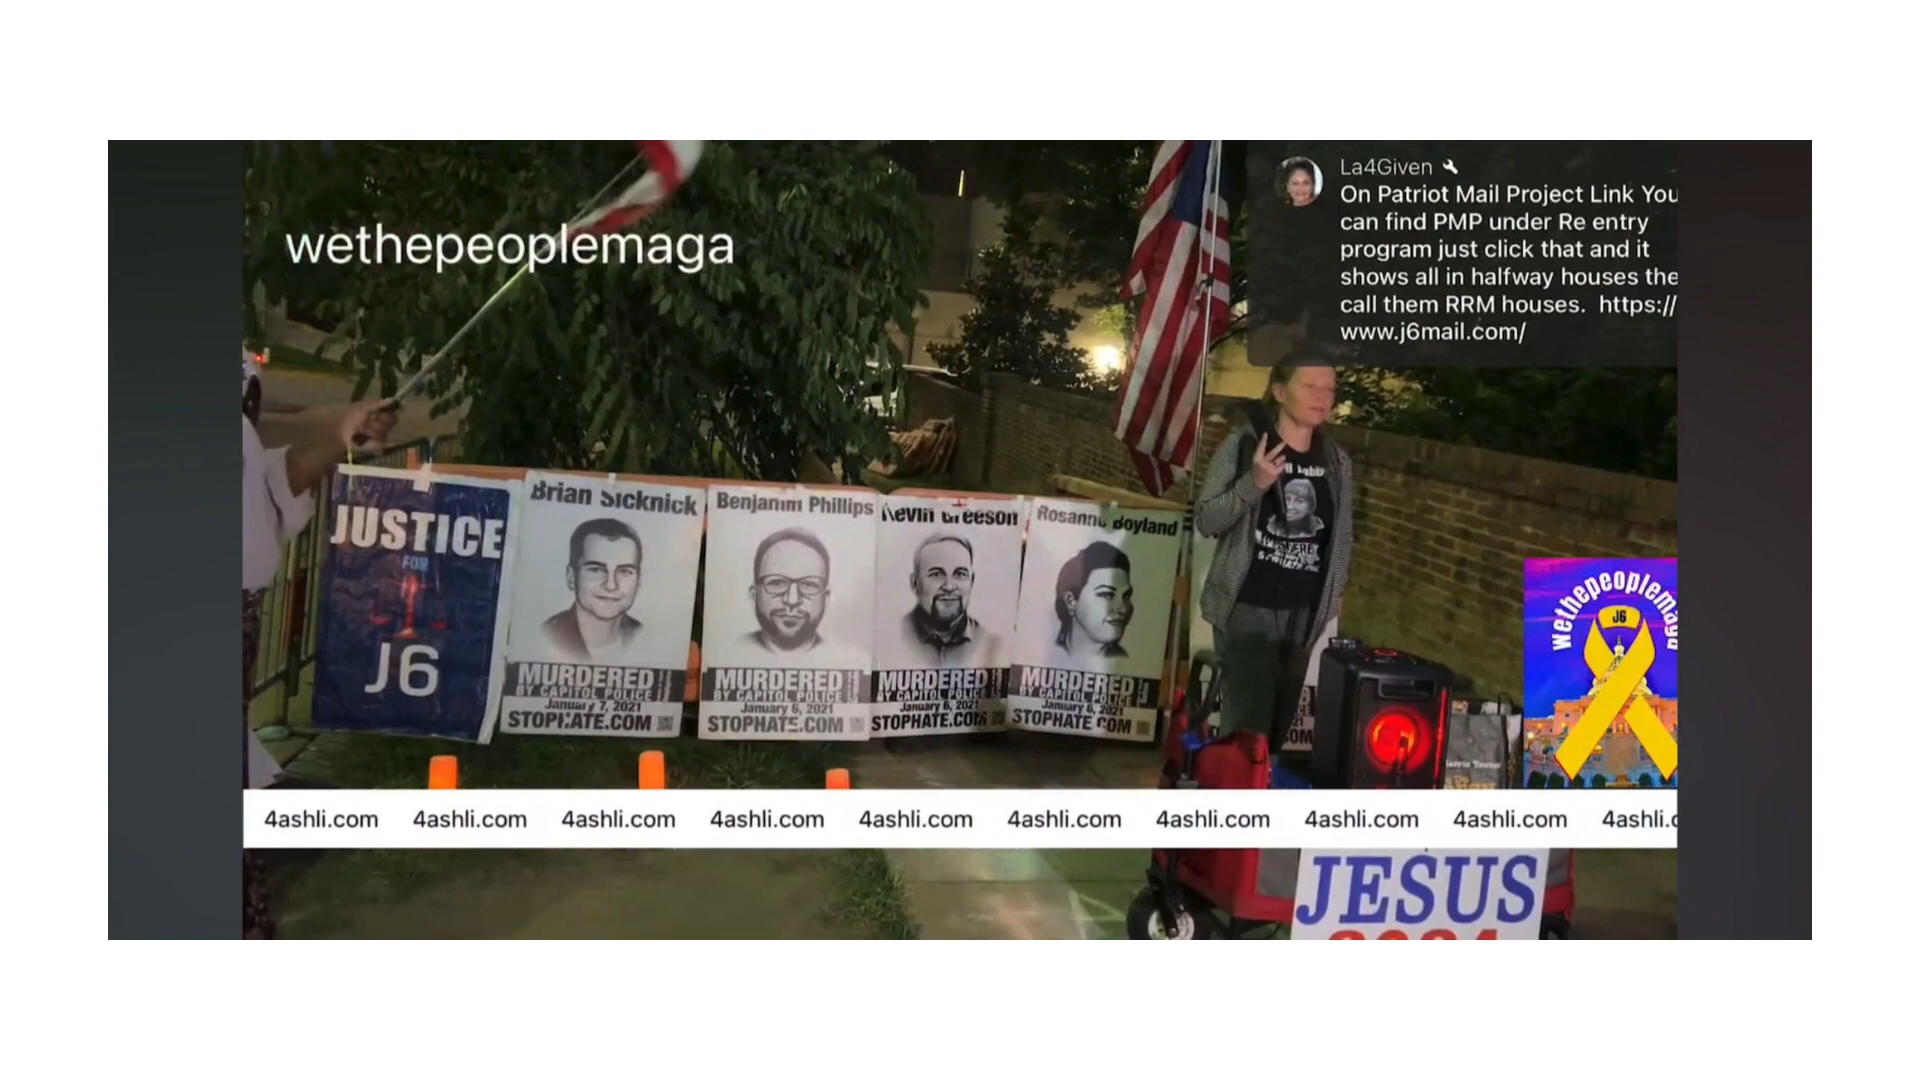 wethepeoplemaga
La4Given
On Patriot Mail Project Link You
can find PMP under Re entry
program just click that and it
shows all in halfway houses the
call them RRM houses. https://
www.j6mail.com/
JUSTICE
FOR
J6
Brian Sicknick
MURDERED
BY CAPITOL POLICE
January 7, 2021
STOPHATE.COM
Benjamin Phillips
MURDERED
BY CAPITOL POLICE
January 6, 2021
STOPHATE.COM
Kevin Greeson
MURDERED
BY CAPITOL POLICE
January 6, 2021
STOPHATE.COM
Rosanne Boyland
MURDERED
BY CAPITOL POLICE
January 6, 2021
STOPHATE.COM
wethepeoplemaga
J6
Harris Teeter
4ashli.com 4ashli.com 4ashli.com 4ashli.com 4ashli.com 4ashli.com 4ashli.com 4ashli.com 4ashli.com 4ashli.c
JESUS
2024